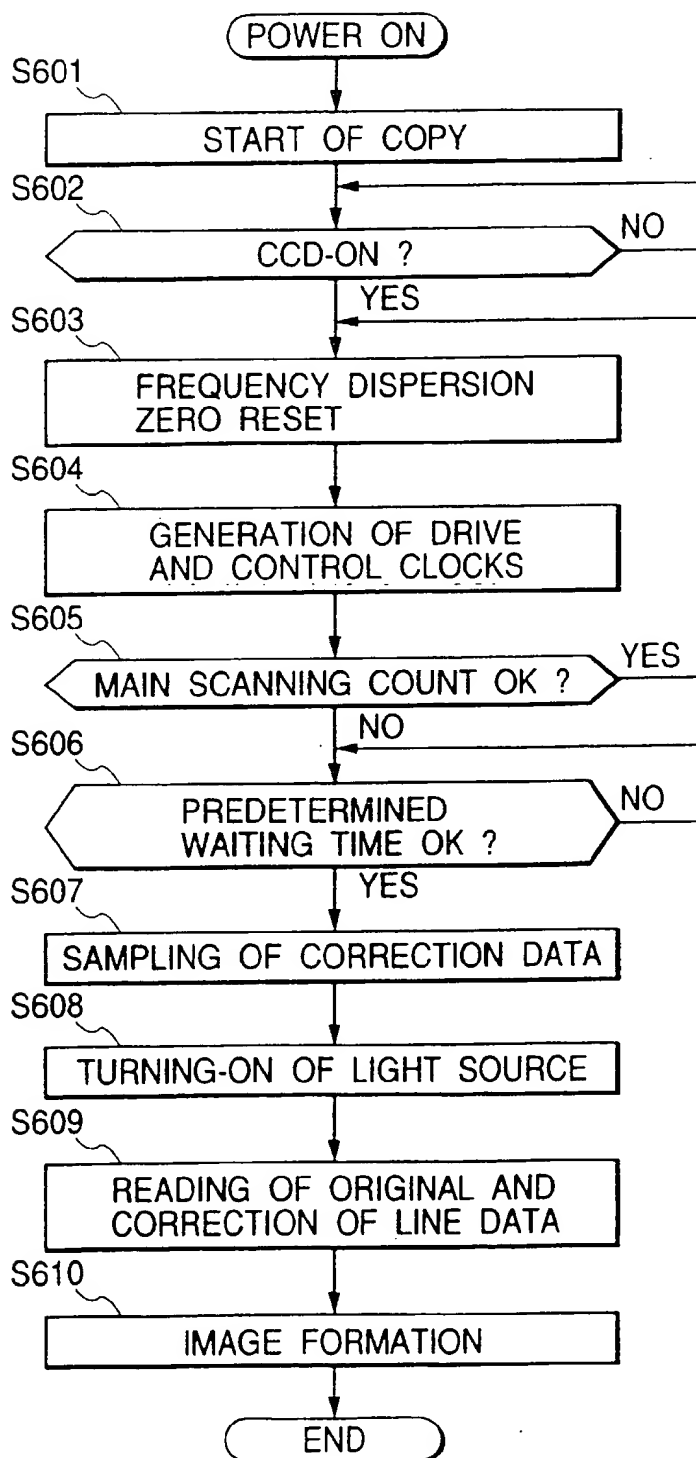 POWER ON
S601
START OF COPY
S602
CCD-ON ?
NO
YES
S603
FREQUENCY DISPERSION
ZERO RESET
S604
GENERATION OF DRIVE
AND CONTROL CLOCKS
S605
MAIN SCANNING COUNT OK ?
YES
NO
S606
PREDETERMINED
WAITING TIME OK ?
NO
YES
S607
SAMPLING OF CORRECTION DATA
S608
TURNING-ON OF LIGHT SOURCE
S609
READING OF ORIGINAL AND
CORRECTION OF LINE DATA
S610
IMAGE FORMATION
END